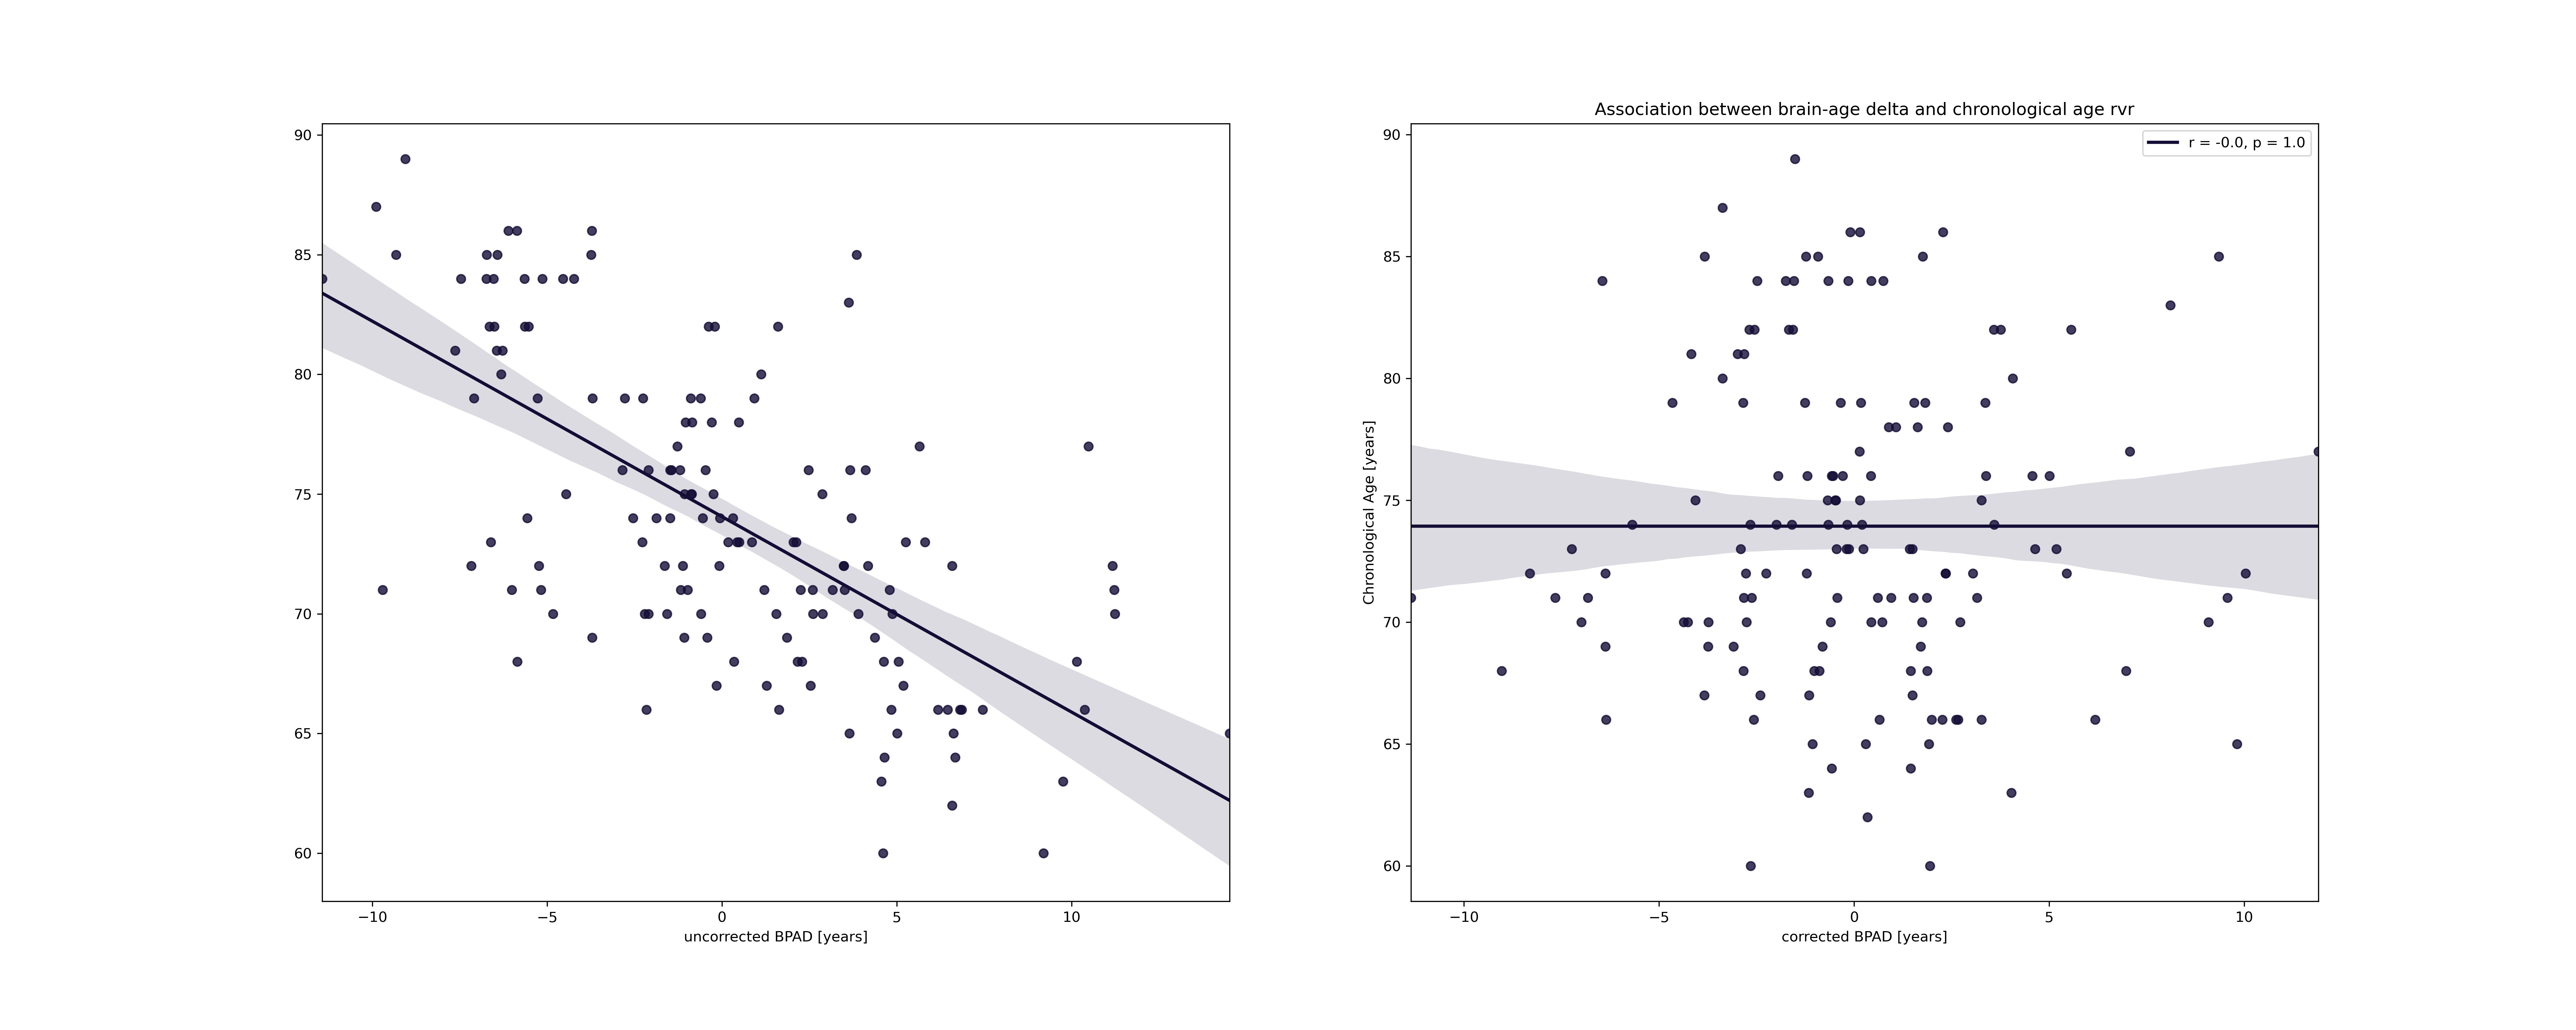 90
85
80
75
70
65
60
−10 −5 0 5 10
uncorrected BPAD [years]
Association between brain-age delta and chronological age rvr
r = -0.0, p = 1.0
Chronological Age [years]
90
85
80
75
70
65
60
−10 −5 0 5 10
corrected BPAD [years]